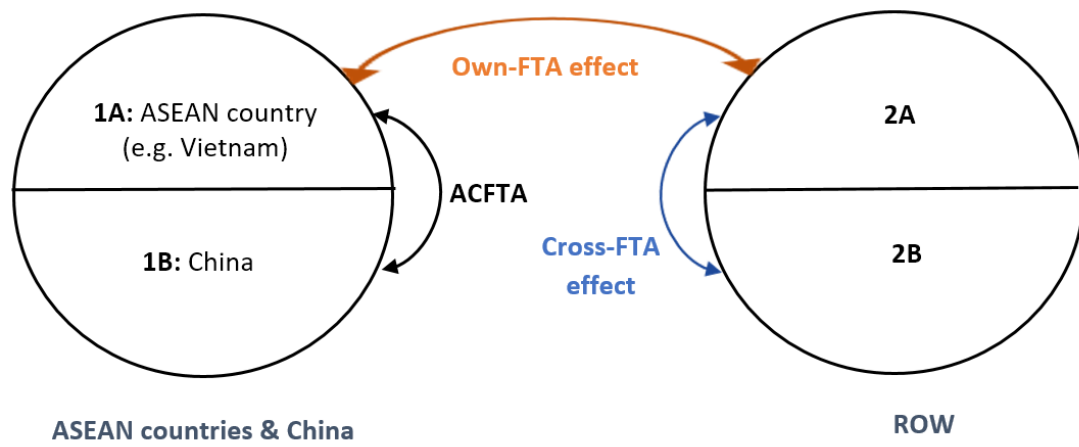 Own-FTA effect
1A: ASEAN country
(e.g. Vietnam)
2A
ACFTA
1B: China
Cross-FTA
effect
2B
ASEAN countries & China
ROW